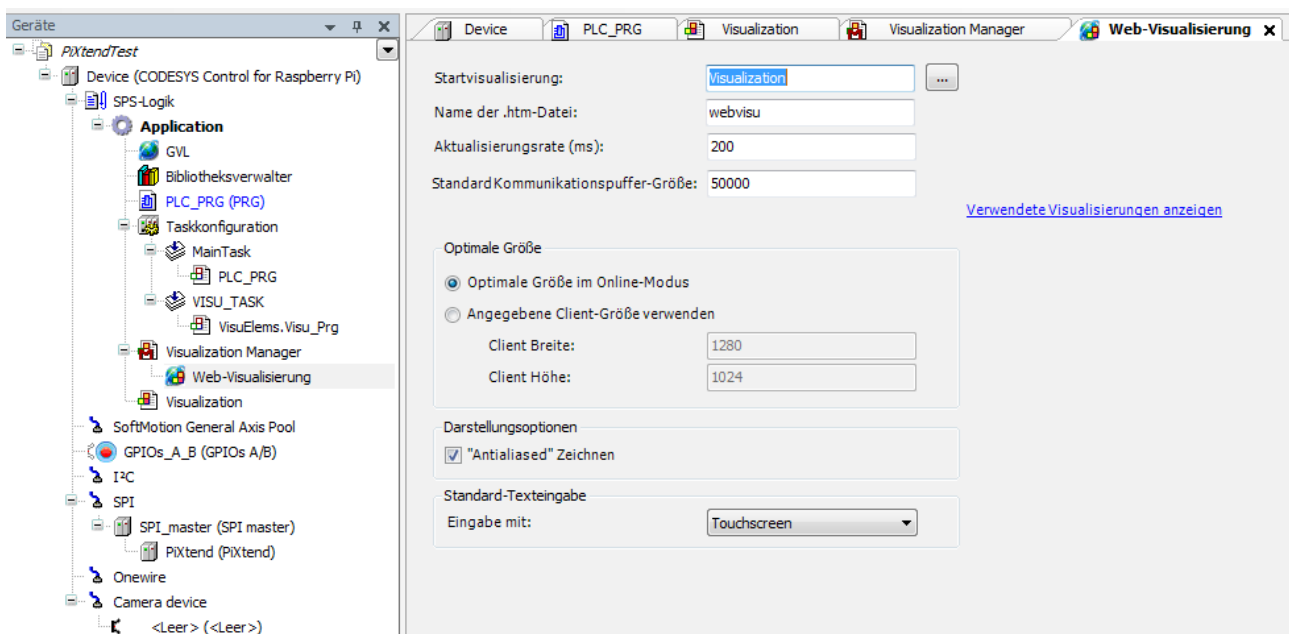 Geräte
PiXtendTest
Device (CODESYS Control for Raspberry Pi)
SPS-Logik
Application
GVL
Bibliotheksverwalter
PLC_PRG (PRG)
Taskkonfiguration
MainTask
PLC_PRG
VISU_TASK
VisuElems.Visu_Prg
Visualization Manager
Web-Visualisierung
Visualization
SoftMotion General Axis Pool
GPIOs_A_B (GPIOs A/B)
I²C
SPI
SPI_master (SPI master)
PiXtend (PiXtend)
Onewire
Camera device
<Leer> (<Leer>)
Device PLC_PRG Visualization Visualization Manager Web-Visualisierung
Startvisualisierung: Visualization ...
Name der .htm-Datei: webvisu
Aktualisierungsrate (ms): 200
Standard Kommunikationspuffer-Größe: 50000
Verwendete Visualisierungen anzeigen
Optimale Größe
Optimale Größe im Online-Modus
Angegebene Client-Größe verwenden
Client Breite: 1280
Client Höhe: 1024
Darstellungsoptionen
"Antialiased" Zeichnen
Standard-Texteingabe
Eingabe mit: Touchscreen